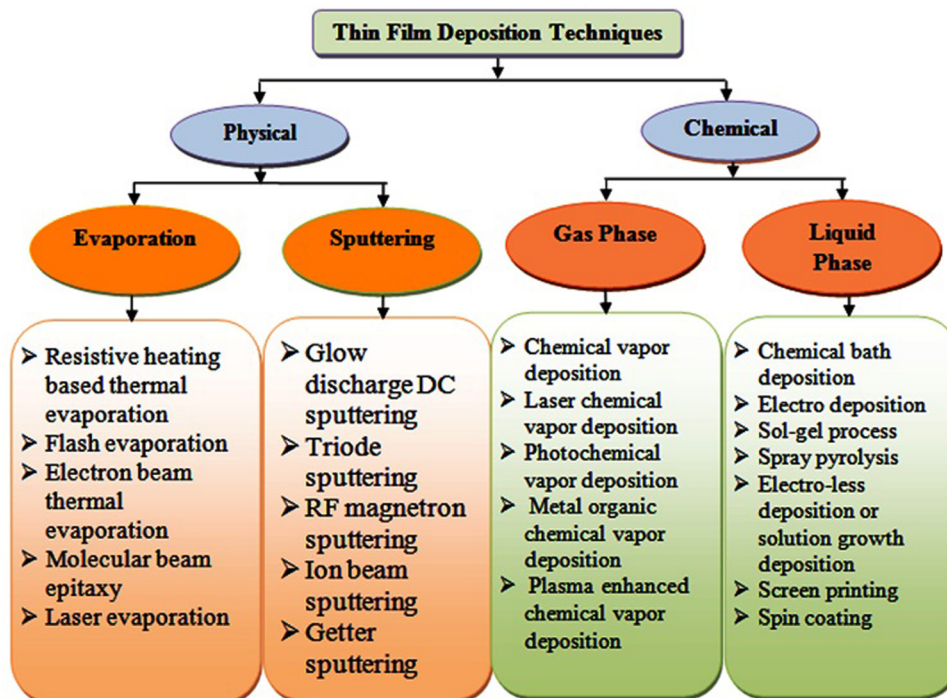 Thin Film Deposition Techniques
Physical
Chemical
Evaporation
Sputtering
Gas Phase
Liquid
Phase
➢ Resistive heating
based thermal
evaporation
➢ Flash evaporation
➢ Electron beam
thermal
evaporation
➢ Molecular beam
epitaxy
➢ Laser evaporation
➢ Glow
discharge DC
sputtering
➢ Triode
sputtering
➢ RF magnetron
sputtering
➢ Ion beam
sputtering
➢ Getter
sputtering
➢ Chemical vapor
deposition
➢ Laser chemical
vapor deposition
➢ Photochemical
vapor deposition
➢ Metal organic
chemical vapor
deposition
➢ Plasma enhanced
chemical vapor
deposition
➢ Chemical bath
deposition
➢ Electro deposition
➢ Sol-gel process
➢ Spray pyrolysis
➢ Electro-less
deposition or
solution growth
deposition
➢ Screen printing
➢ Spin coating